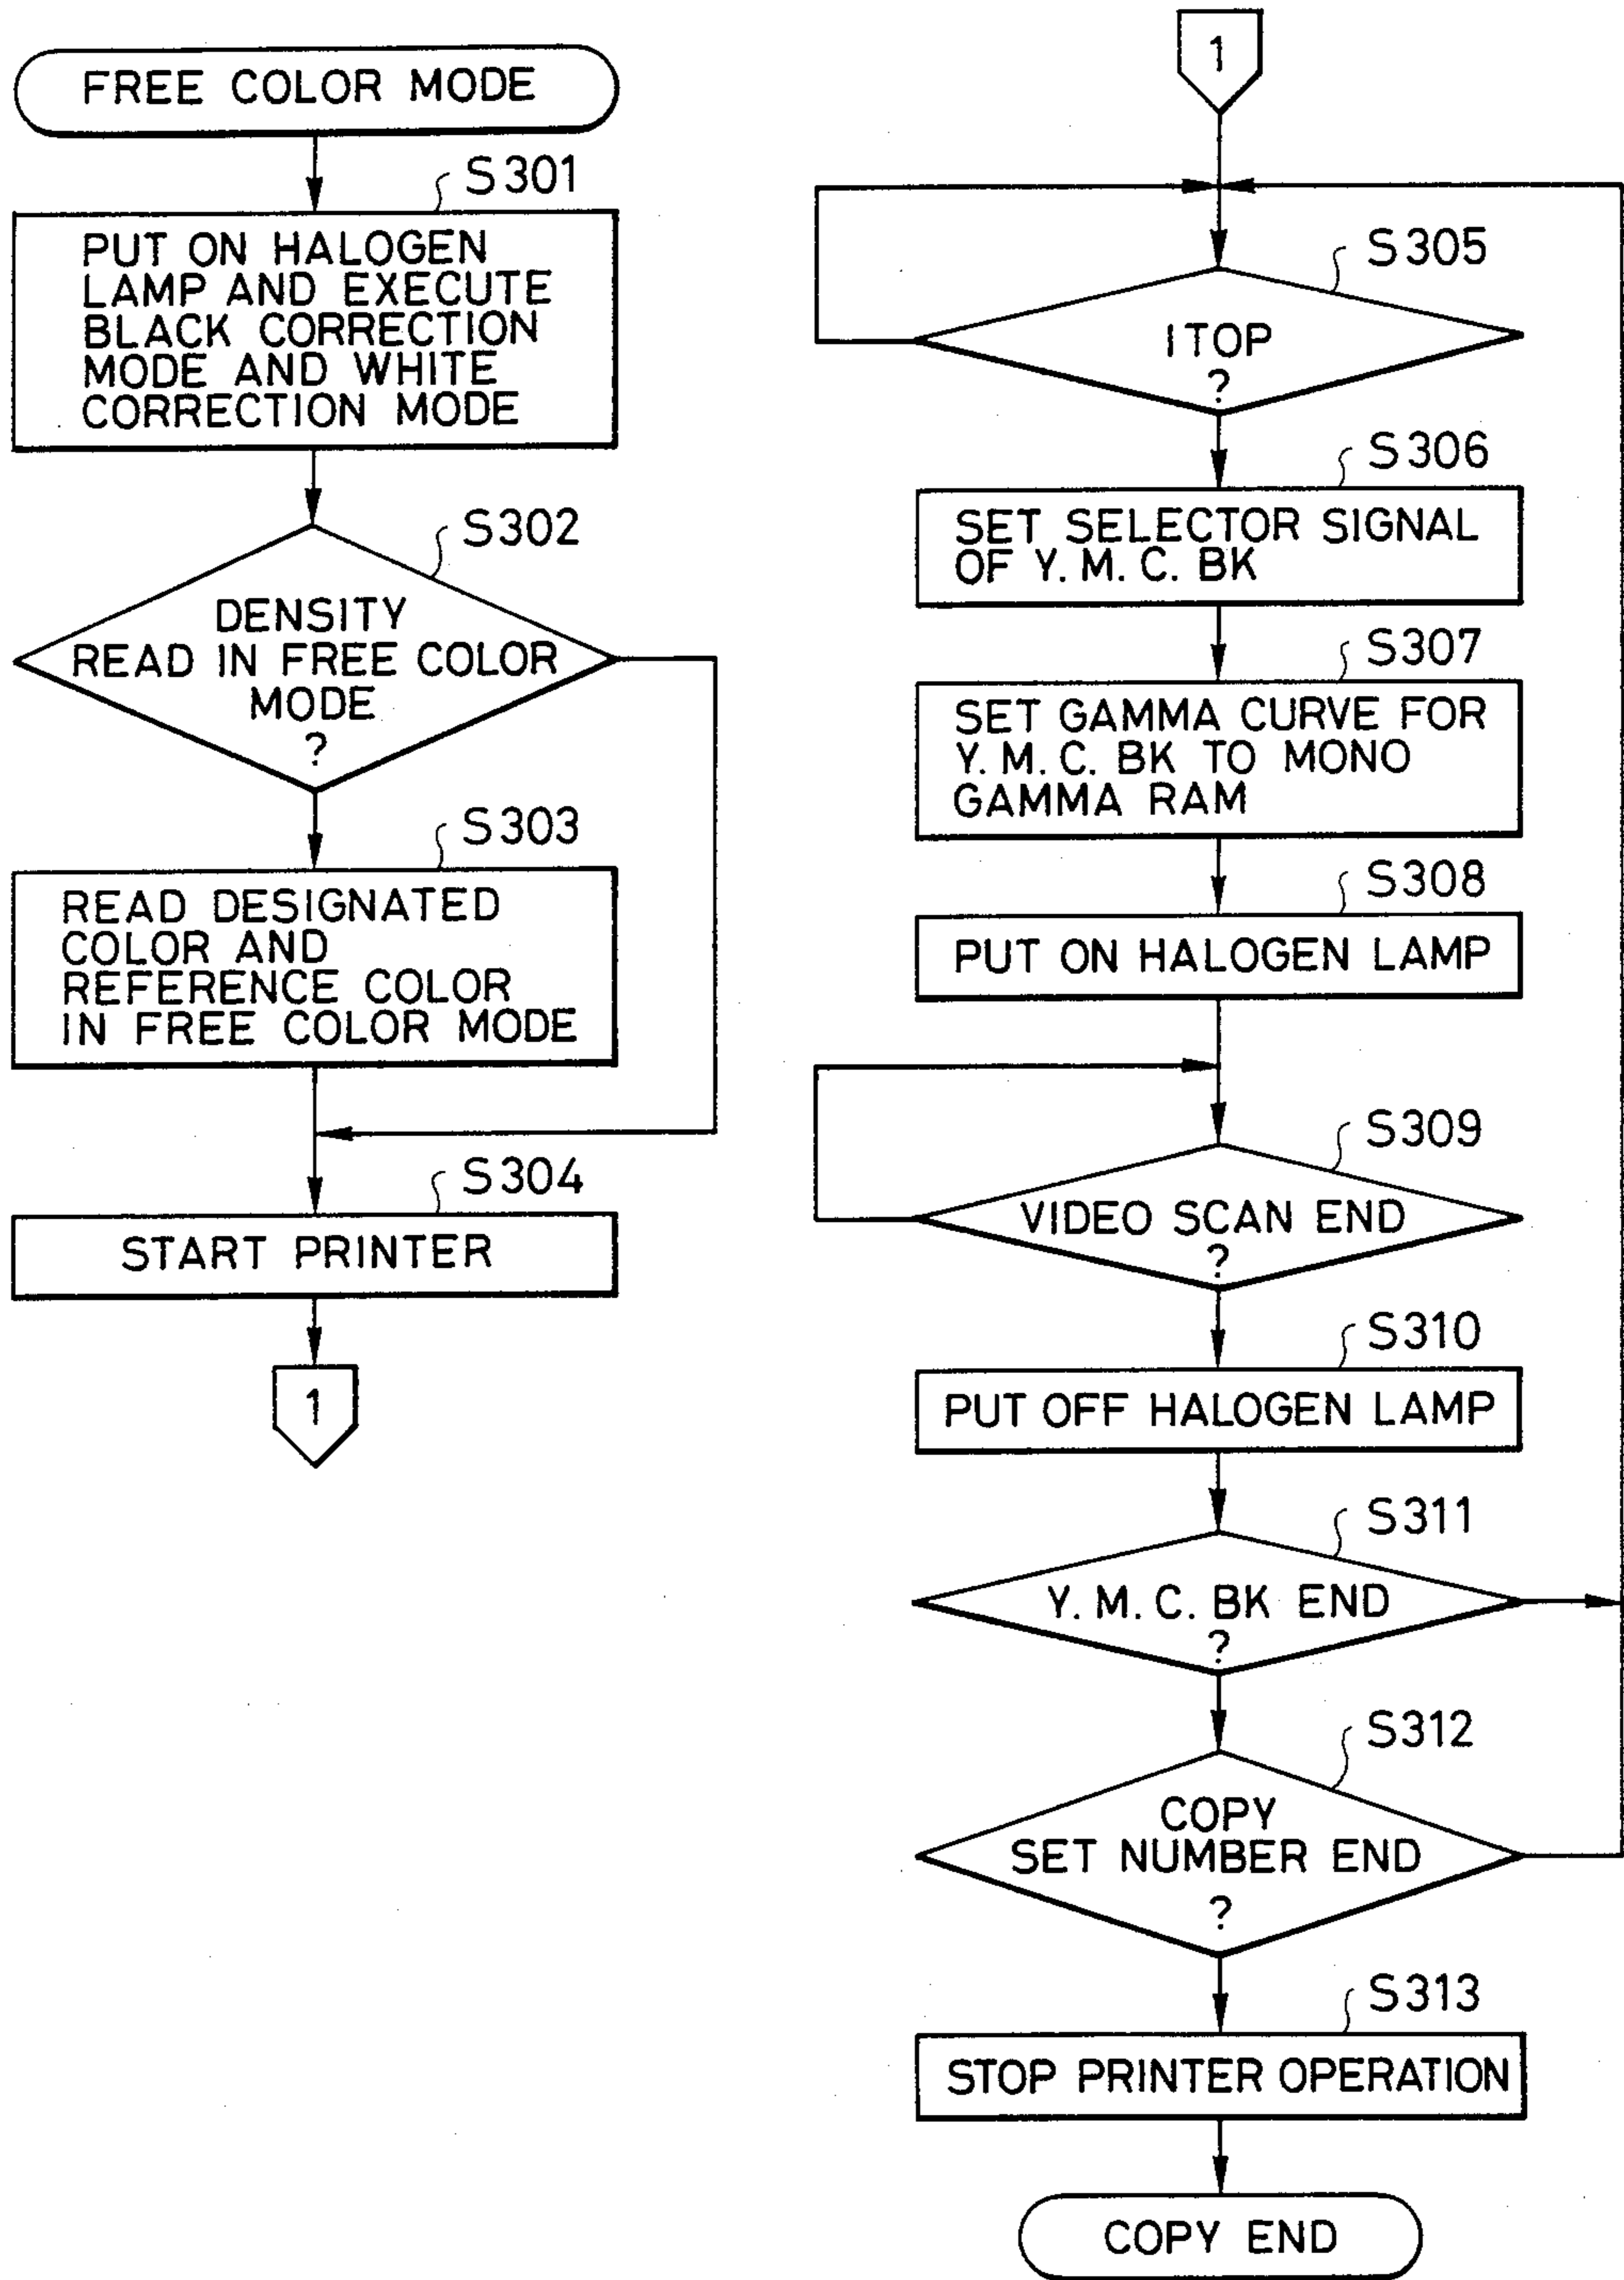 FREE COLOR MODE
S301
PUT ON HALOGEN
LAMP AND EXECUTE
BLACK CORRECTION
MODE AND WHITE
CORRECTION MODE
S302
DENSITY
READ IN FREE COLOR
MODE
?
S303
READ DESIGNATED
COLOR AND
REFERENCE COLOR
IN FREE COLOR MODE
S304
START PRINTER
1
1
S305
ITOP
?
S306
SET SELECTOR SIGNAL
OF Y. M. C. BK
S307
SET GAMMA CURVE FOR
Y. M. C. BK TO MONO
GAMMA RAM
S308
PUT ON HALOGEN LAMP
S309
VIDEO SCAN END
?
S310
PUT OFF HALOGEN LAMP
S311
Y. M. C. BK END
?
S312
COPY
SET NUMBER END
?
S313
STOP PRINTER OPERATION
COPY END